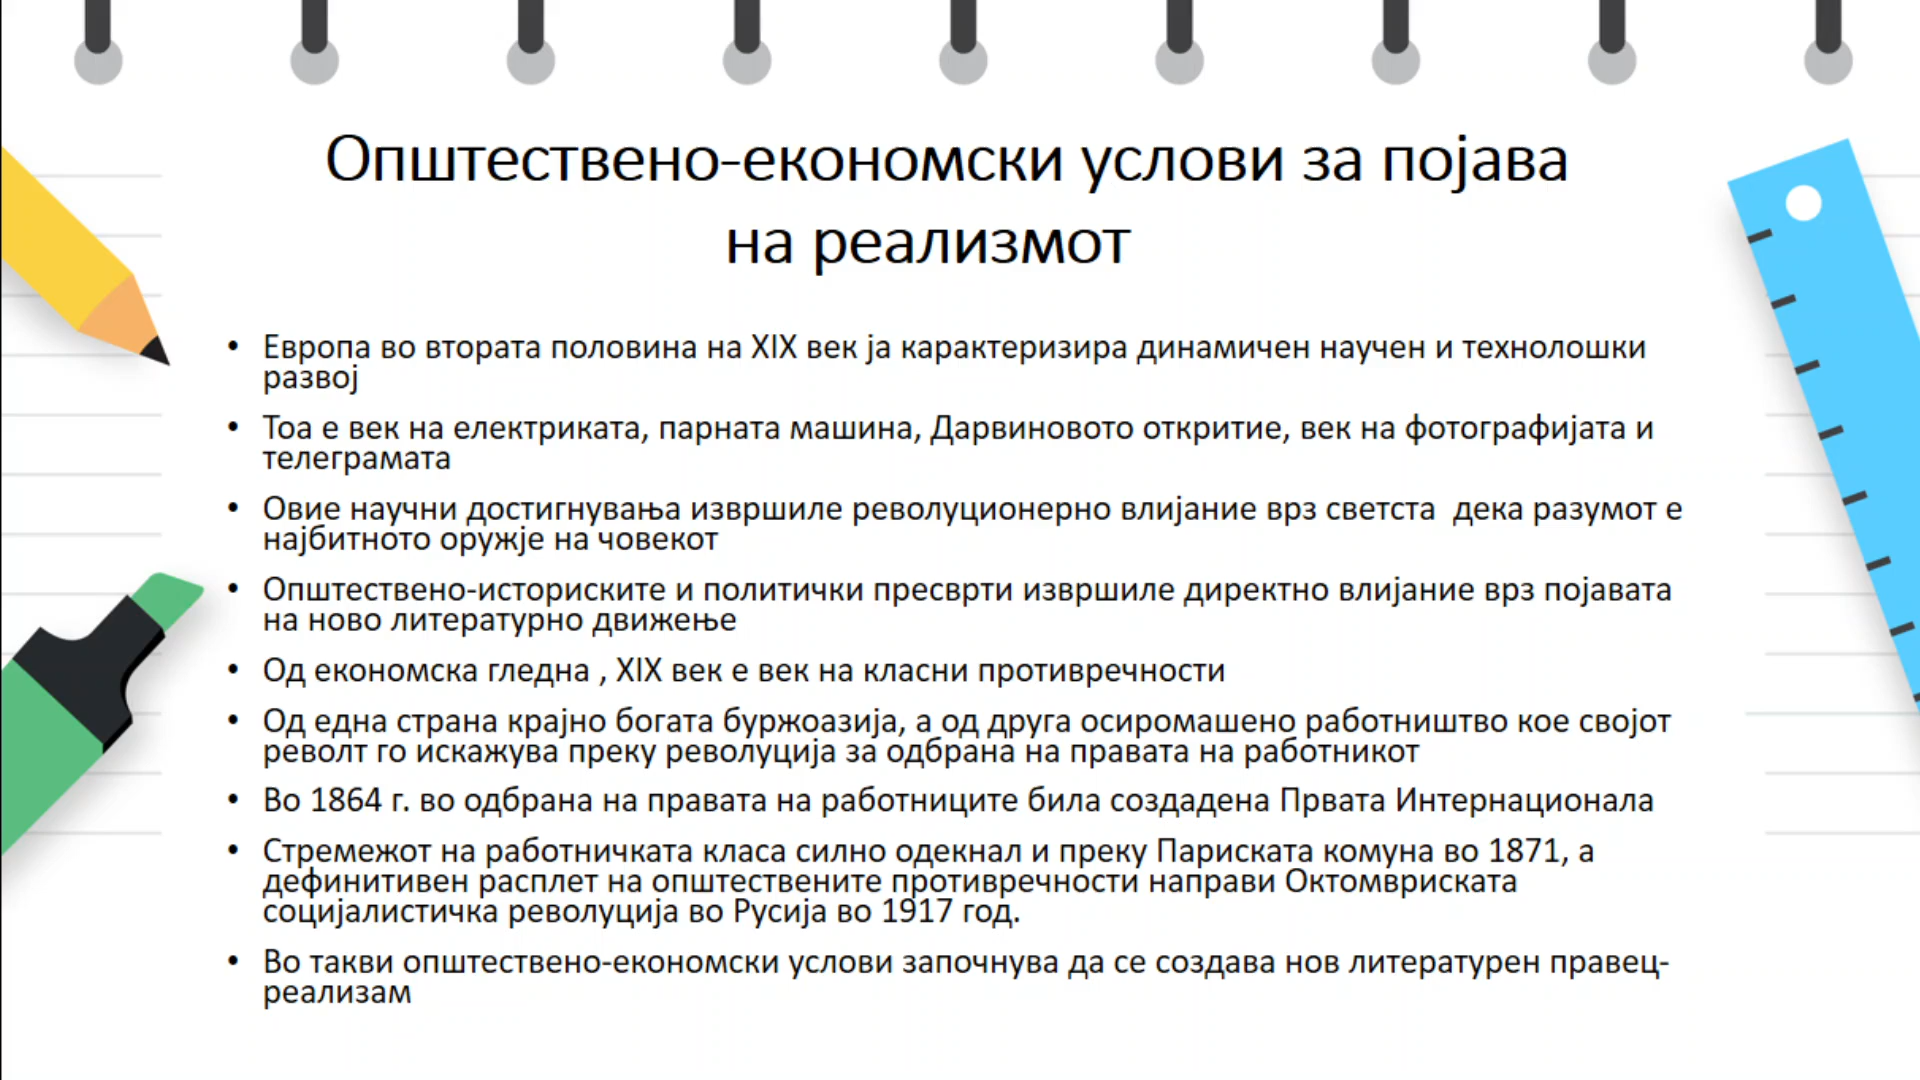 Општествено-економски услови за појава
на реализмот
• Европа во втората половина на XIX век ја карактеризира динамичен научен и технолошки
развој
• Тоа е век на електриката, парната машина, Дарвиновото откритие, век на фотографијата и
телеграмата
• Овие научни достигнувања извршиле револуционерно влијание врз светста  дека разумот е
најбитното оружје на човекот
• Општествено-историските и политички пресврти извршиле директно влијание врз појавата
на ново литературно движење
• Од економска гледна , XIX век е век на класни противречности
• Од една страна крајно богата буржоазија, а од друга осиромашено работништво кое својот
револт го искажува преку револуција за одбрана на правата на работникот
• Во 1864 г. во одбрана на правата на работниците била создадена Првата Интернационала
• Стремежот на работничката класа силно одекнал и преку Париската комуна во 1871, а
дефинитивен расплет на општествените противречности направи Октомвриската
социјалистичка револуција во Русија во 1917 год.
• Во такви општествено-економски услови започнува да се создава нов литературен правец-
реализам